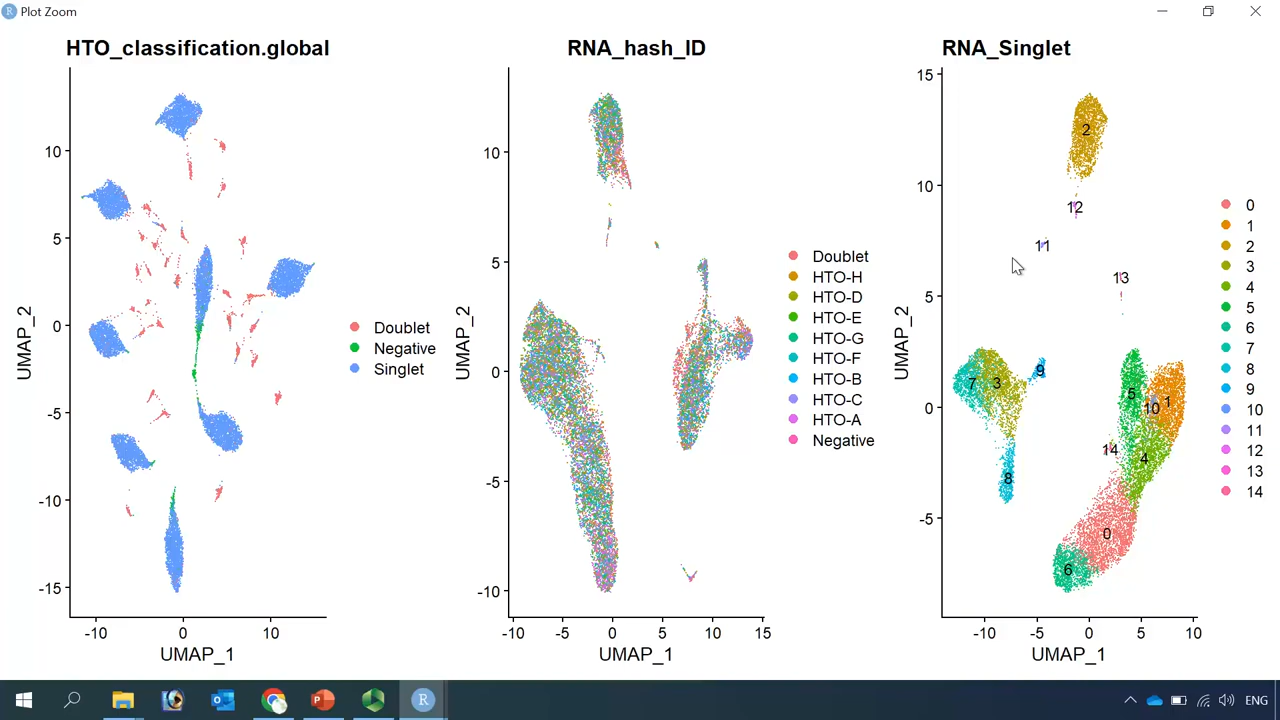 Plot Zoom
HTO_classification.global
RNA_hash_ID
RNA_Singlet
UMAP_2
10
5
0
-5
-10
-15
-10
0
10
UMAP_1
Doublet
Negative
Singlet
UMAP_2
10
5
0
-5
-10
-10
-5
0
5
10
15
UMAP_1
Doublet
HTO-H
HTO-D
HTO-E
HTO-G
HTO-F
HTO-B
HTO-C
HTO-A
Negative
UMAP_2
15
10
5
0
-5
-10
-5
0
5
10
UMAP_1
2
12
11
13
9
7
3
5
1
10
14
4
8
0
6
0
1
2
3
4
5
6
7
8
9
10
11
12
13
14
ENG